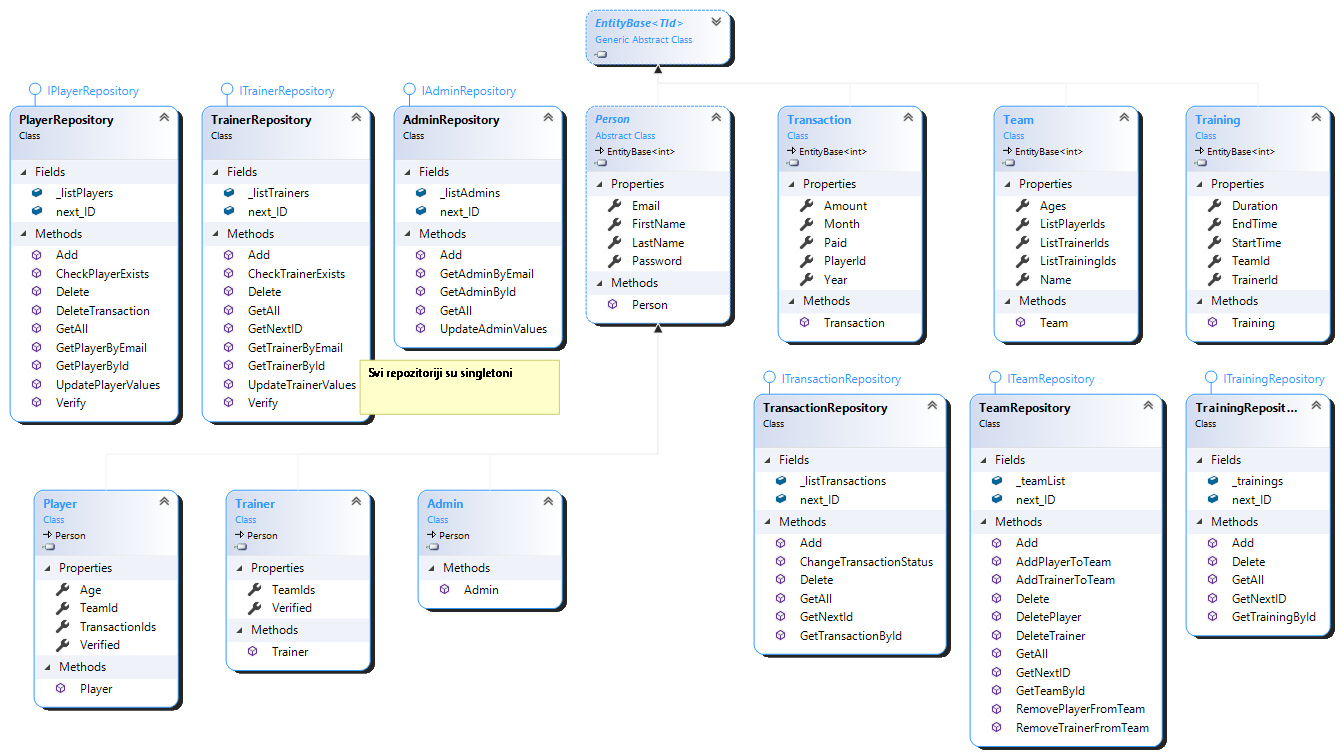 EntityBase<TId>
Generic Abstract Class
IPlayerRepository
PlayerRepository
Class
Fields
_listPlayers
next_ID
Methods
Add
CheckPlayerExists
Delete
DeleteTransaction
GetAll
GetPlayerByEmail
GetPlayerById
UpdatePlayerValues
Verify
ITrainerRepository
TrainerRepository
Class
Fields
_listTrainers
next_ID
Methods
Add
CheckTrainerExists
Delete
GetAll
GetNextID
GetTrainerByEmail
GetTrainerById
UpdateTrainerValues
Verify
IAdminRepository
AdminRepository
Class
Fields
_listAdmins
next_ID
Methods
Add
GetAdminByEmail
GetAdminById
GetAll
UpdateAdminValues
Svi repozitoriji su singletoni
Person
Abstract Class
EntityBase<int>
Properties
Email
FirstName
LastName
Password
Methods
Person
Transaction
Class
EntityBase<int>
Properties
Amount
Month
Paid
PlayerId
Year
Methods
Transaction
Team
Class
EntityBase<int>
Properties
Ages
ListPlayerIds
ListTrainerIds
ListTrainingIds
Name
Methods
Team
Training
Class
EntityBase<int>
Properties
Duration
EndTime
StartTime
TeamId
TrainerId
Methods
Training
Player
Class
Person
Properties
Age
TeamId
TransactionIds
Verified
Methods
Player
Trainer
Class
Person
Properties
TeamIds
Verified
Methods
Trainer
Admin
Class
Person
Methods
Admin
ITransactionRepository
TransactionRepository
Class
Fields
_listTransactions
next_ID
Methods
Add
ChangeTransactionStatus
Delete
GetAll
GetNextId
GetTransactionById
ITeamRepository
TeamRepository
Class
Fields
_teamList
next_ID
Methods
Add
AddPlayerToTeam
AddTrainerToTeam
Delete
DeletePlayer
DeleteTrainer
GetAll
GetNextID
GetTeamById
RemovePlayerFromTeam
RemoveTrainerFromTeam
ITrainingRepository
TrainingReposit...
Class
Fields
_trainings
next_ID
Methods
Add
Delete
GetAll
GetNextID
GetTrainingById